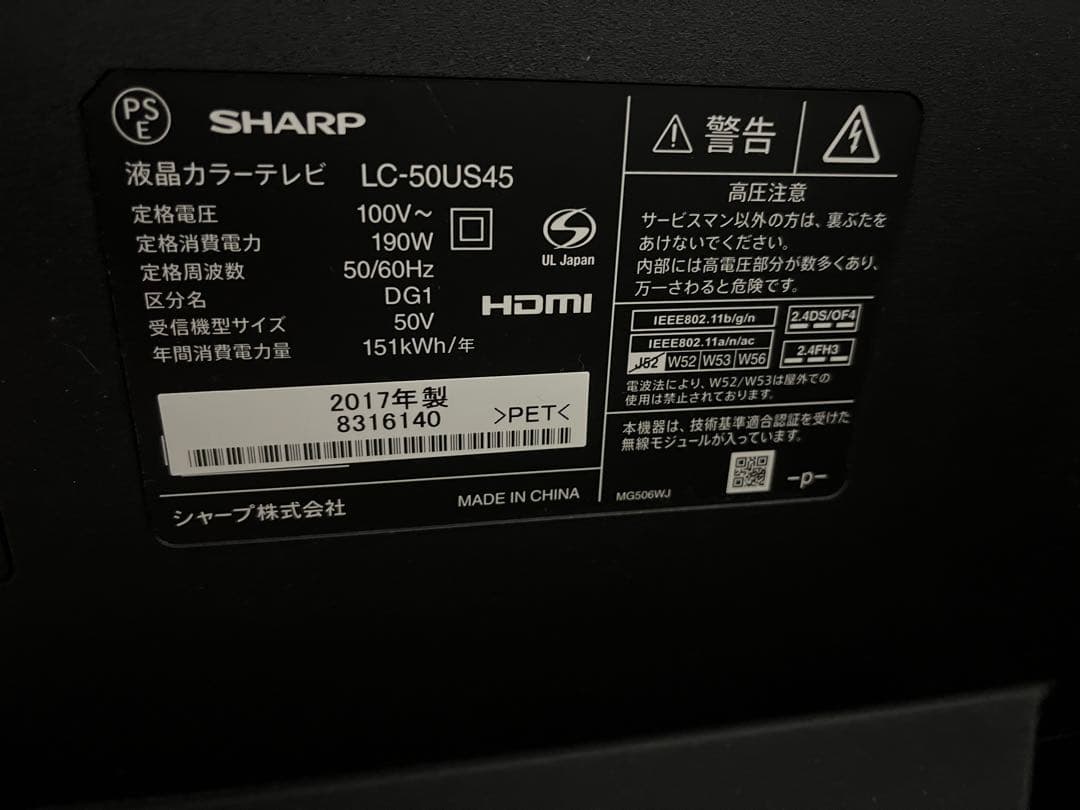 PS
E
SHARP
液晶カラーテレビ LC-50US45
定格電圧 100V～
定格消費電力 190W
定格周波数 50/60Hz
区分名 DG1
受信機型サイズ 50V
年間消費電力量 151kWh/年
UL Japan
HDMI
2017年製
8316140
>PET<
シャープ株式会社
MADE IN CHINA
警告
高圧注意
サービスマン以外の方は、裏ぶたを
あけないでください。
内部には高電圧部分が数多くあり、
万一さわると危険です。
IEEE802.11b/g/n
IEEE802.11a/n/ac
J52 W52 W53 W56
2.4DS/OF4
2.4FH3
電波法により、W52/W53は屋外での
使用は禁止されております。
本機器は、技術基準適合認証を受けた
無線モジュールが入っています。
MG506WJ
-p-